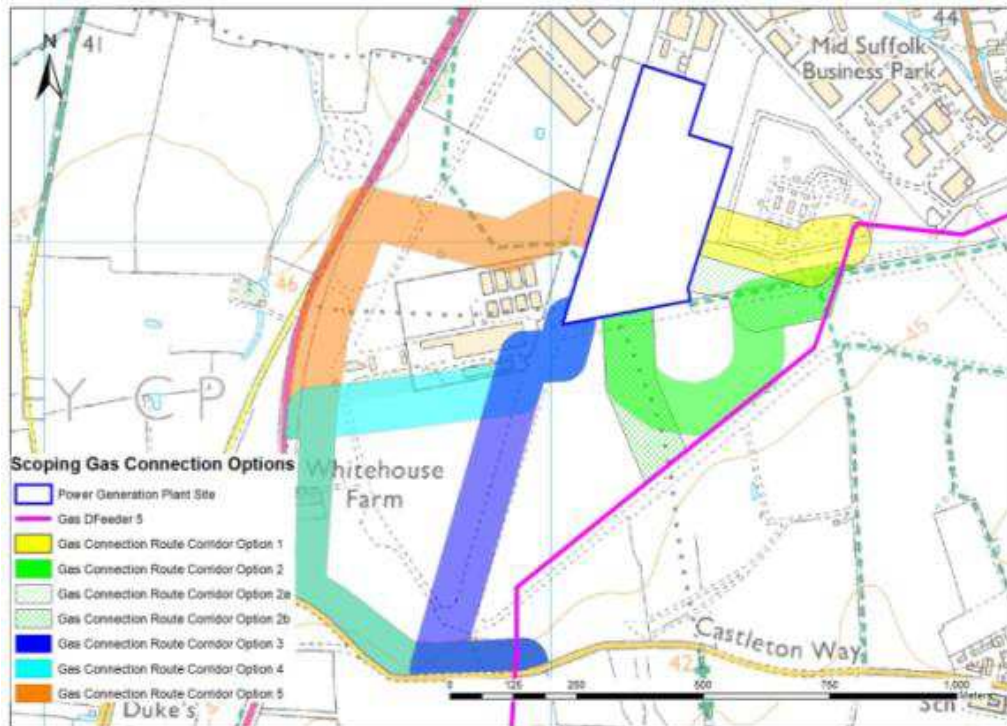 41
N
44
Mid Suffolk
Business Park
46
45
EY CP
Scoping Gas Connection Options
Power Generation Plant Site
Gas DFeeder 5
Gas Connection Route Corridor Option 1
Gas Connection Route Corridor Option 2
Gas Connection Route Corridor Option 2a
Gas Connection Route Corridor Option 2b
Gas Connection Route Corridor Option 3
Gas Connection Route Corridor Option 4
Gas Connection Route Corridor Option 5
Whitehouse
Farm
Castleton Way
42
0 125 250 500 750 1,000
Meters
Duke's
Sch